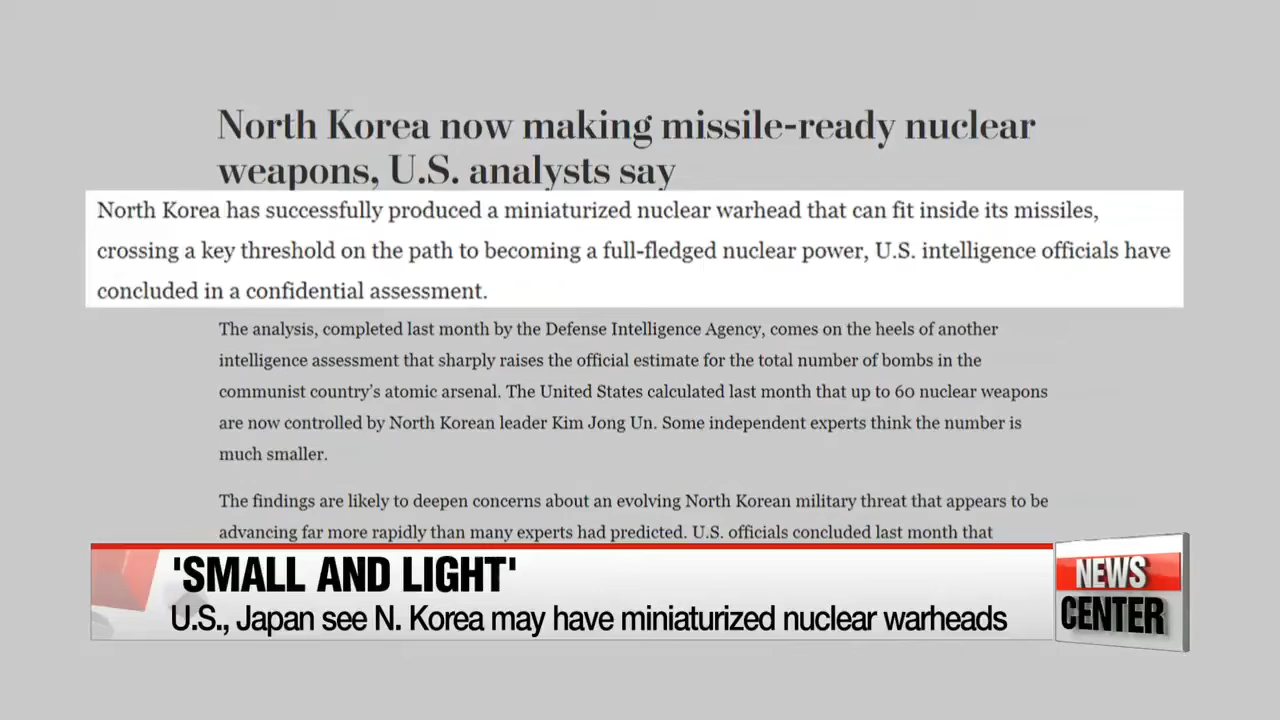 North Korea now making missile-ready nuclear
weapons, U.S. analysts say
North Korea has successfully produced a miniaturized nuclear warhead that can fit inside its missiles,
crossing a key threshold on the path to becoming a full-fledged nuclear power, U.S. intelligence officials have
concluded in a confidential assessment.
The analysis, completed last month by the Defense Intelligence Agency, comes on the heels of another
intelligence assessment that sharply raises the official estimate for the total number of bombs in the
communist country’s atomic arsenal. The United States calculated last month that up to 60 nuclear weapons
are now controlled by North Korean leader Kim Jong Un. Some independent experts think the number is
much smaller.
The findings are likely to deepen concerns about an evolving North Korean military threat that appears to be
advancing far more rapidly than many experts had predicted. U.S. officials concluded last month that
'SMALL AND LIGHT'
U.S., Japan see N. Korea may have miniaturized nuclear warheads
NEWS
CENTER